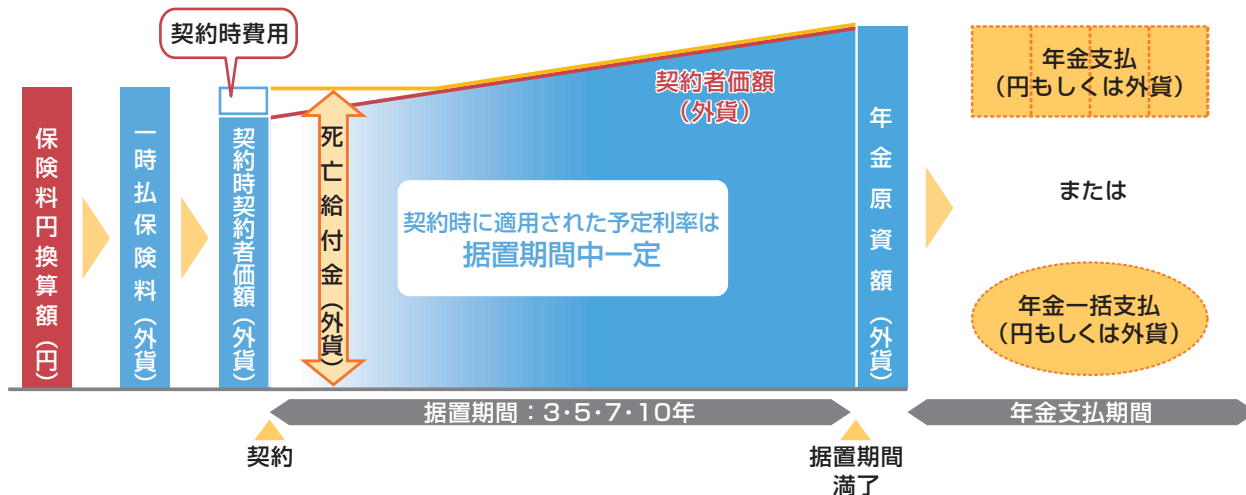 契約時費用
保険料円換算額（円）
一時払保険料（外貨）
契約時契約者価額（外貨）
死亡給付金（外貨）
契約者価額
（外貨）
契約時に適用された予定利率は
据置期間中一定
年金原資額（外貨）
年金支払
（円もしくは外貨）
または
年金一括支払
（円もしくは外貨）
据置期間：3・5・7・10年
年金支払期間
契約
据置期間
満了